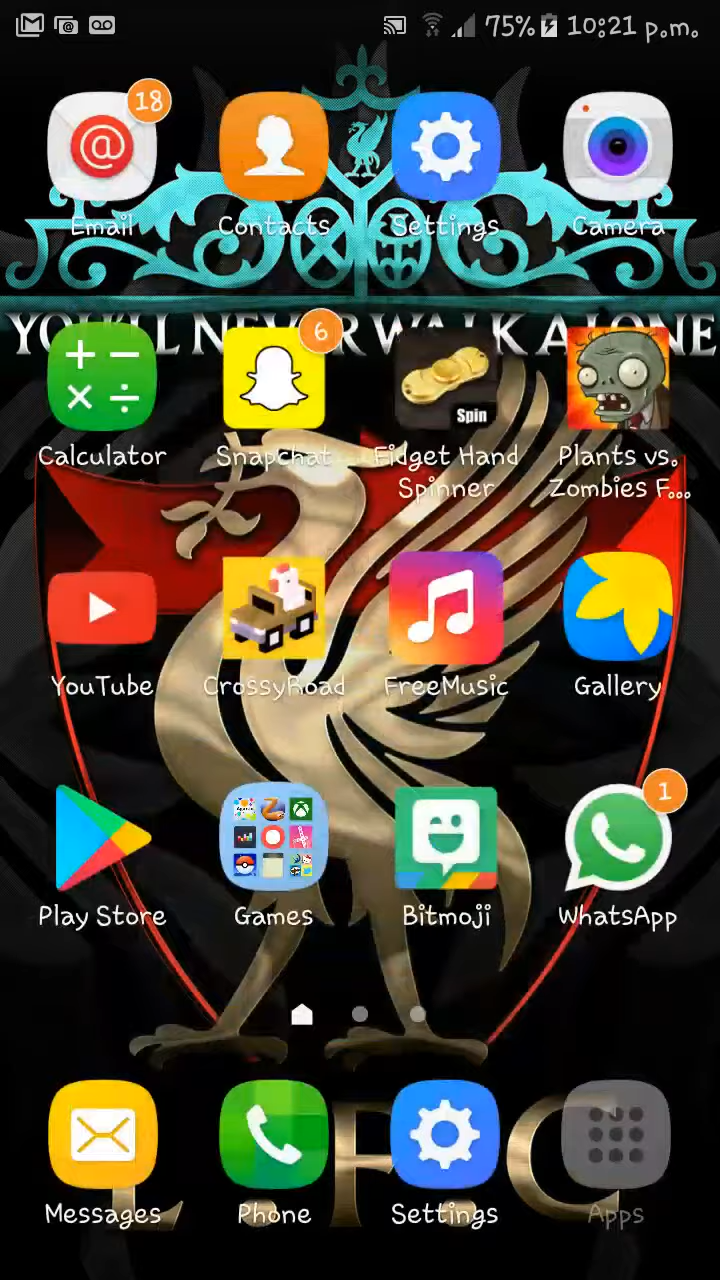 75% 10:21 p.m.
18
Email Contacts Settings Camera
YOU'LL NEVER WALK ALONE
6
Spin
Calculator Snapchat Fidget Hand Spinner Plants vs. Zombies F...
YouTube CrossyRoad FreeMusic Gallery
1
Play Store Games Bitmoji WhatsApp
L.F.C
Messages Phone Settings Apps